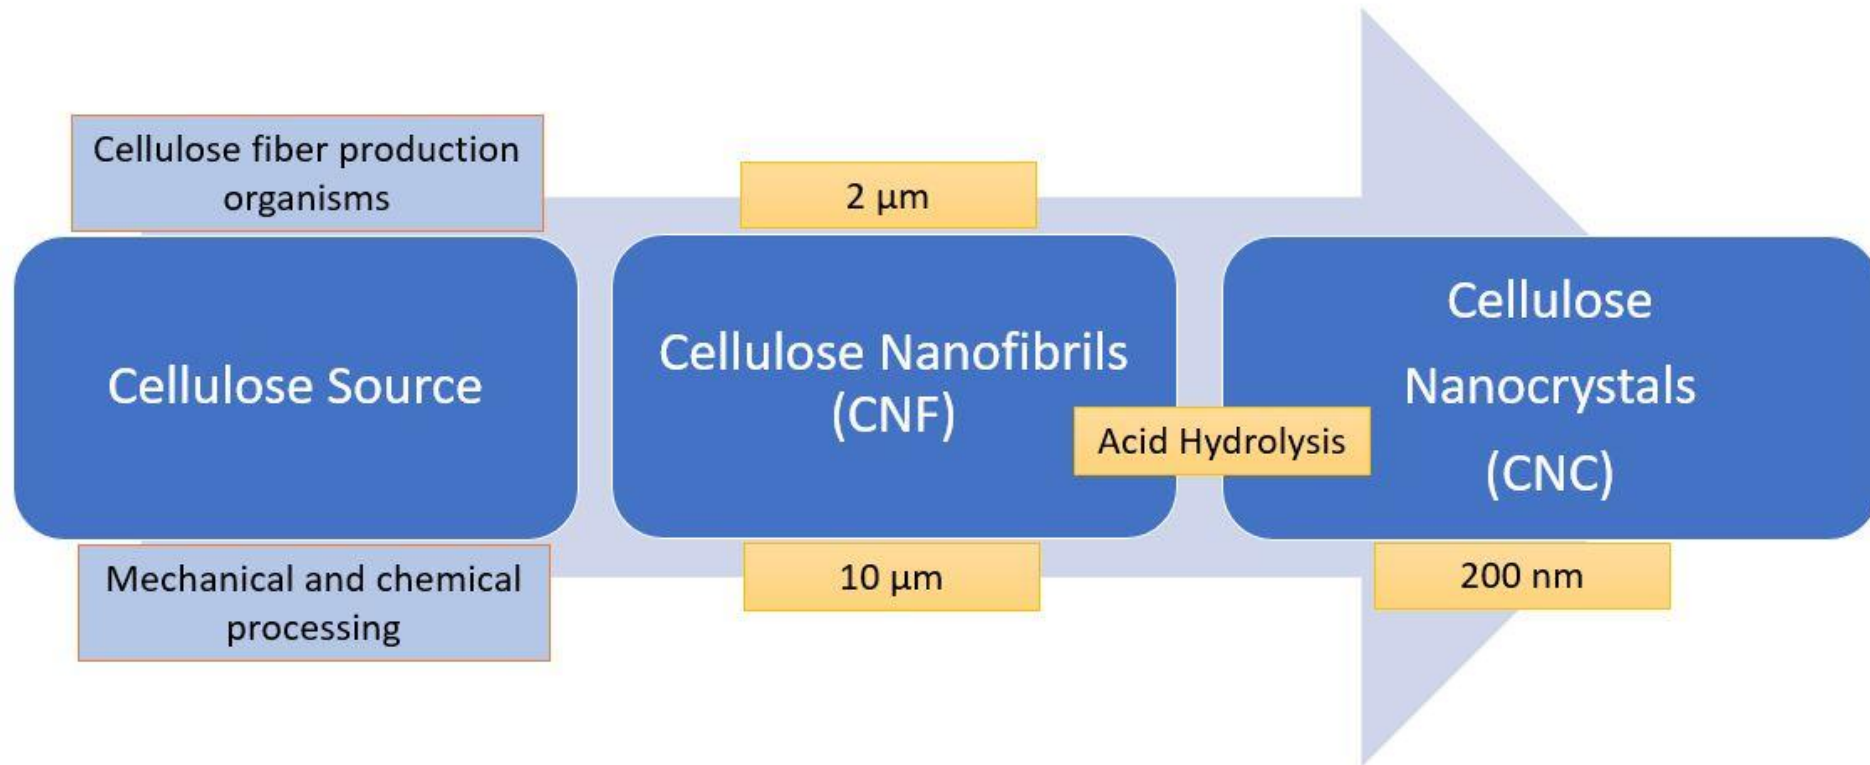 Cellulose fiber production
organisms
Cellulose Source
Mechanical and chemical
processing
2 µm
Cellulose Nanofibrils
(CNF)
10 µm
Acid Hydrolysis
Cellulose
Nanocrystals
(CNC)
200 nm